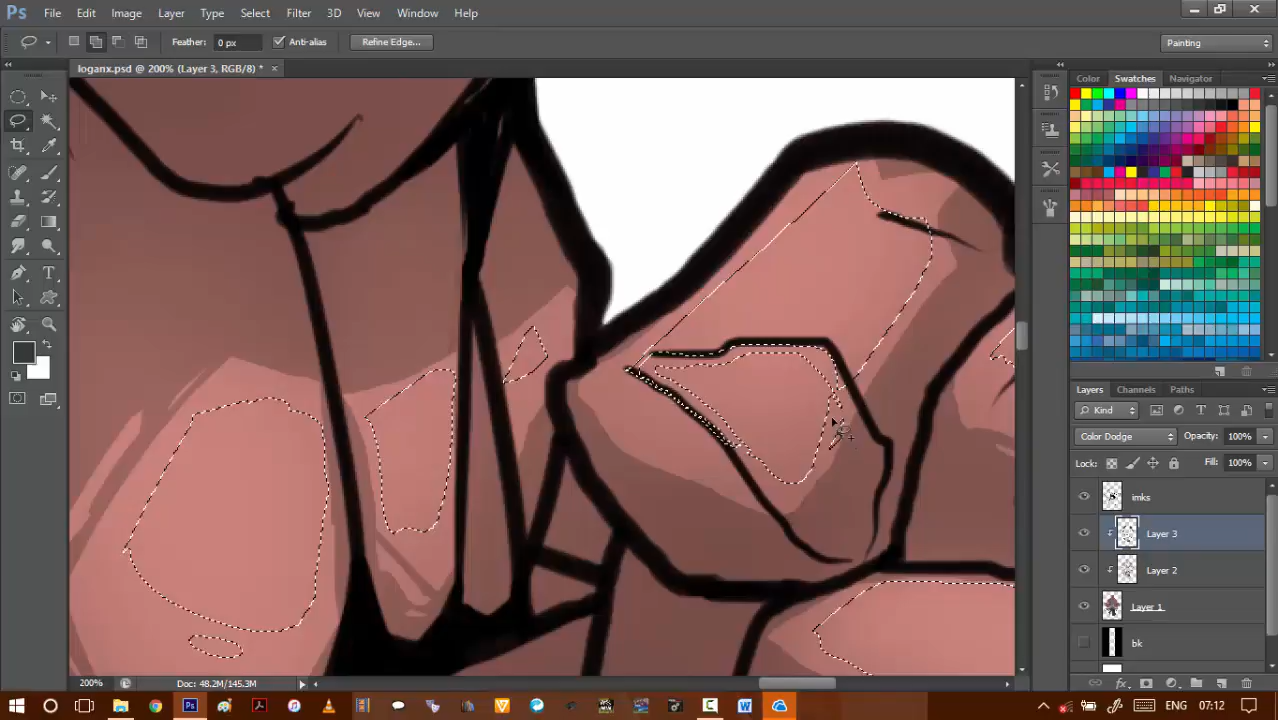 Ps File Edit Image Layer Type Select Filter 3D View Window Help
Feather: 0 px Anti-alias Refine Edge... Painting
loganx.psd @ 200% (Layer 3, RGB/8) * ×
Color Swatches Navigator
Layers Channels Paths
Kind
Color Dodge Opacity: 100%
Lock: Fill: 100%
imks
Layer 3
Layer 2
Layer 1
bk
200% Doc: 48.2M/145.3M
ENG 07:12